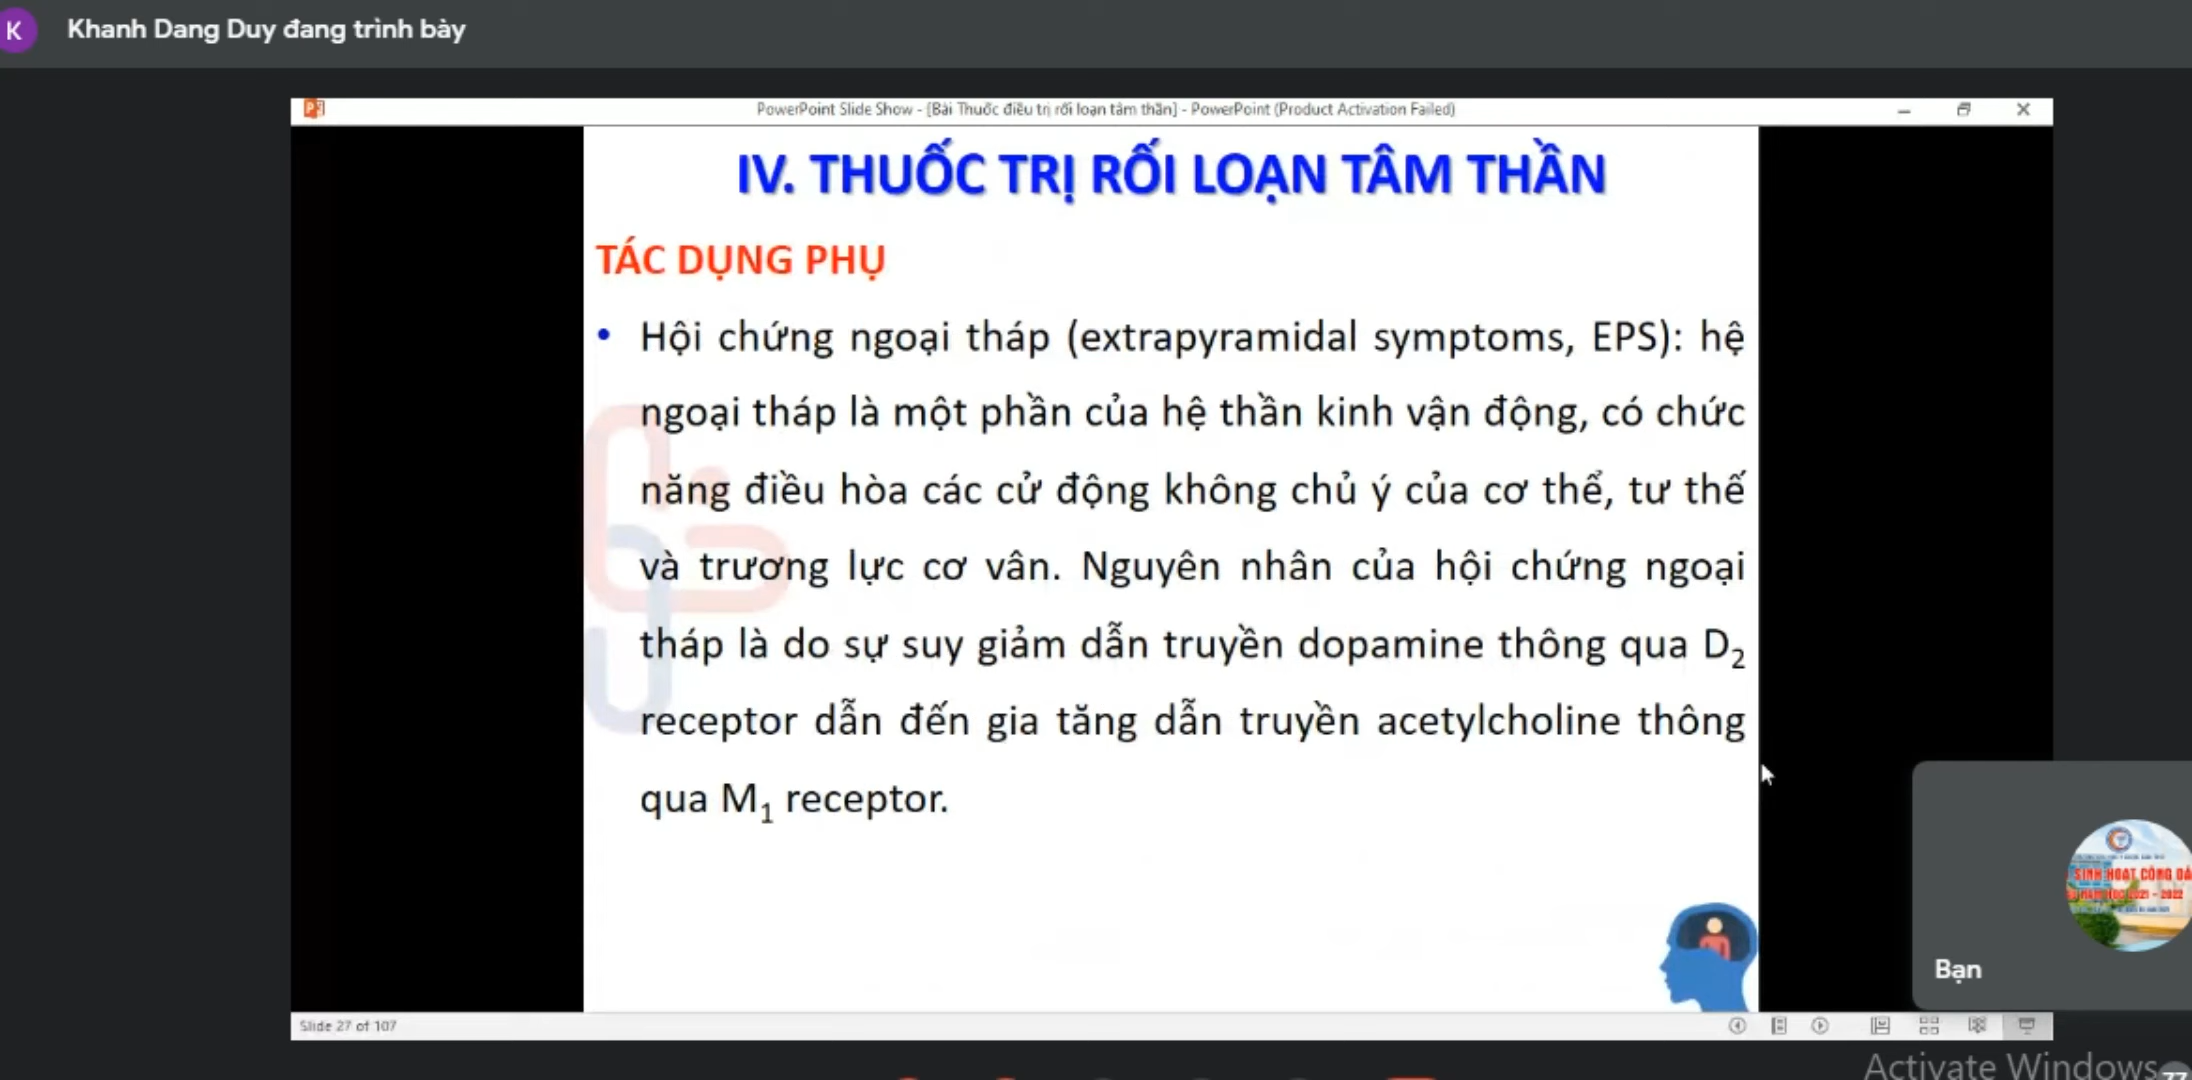 K
Khanh Dang Duy đang trình bày
PowerPoint Slide Show - [Bài Thuốc điều trị rối loạn tâm thần] - PowerPoint (Product Activation Failed)
IV. THUỐC TRỊ RỐI LOẠN TÂM THẦN
TÁC DỤNG PHỤ
• Hội chứng ngoại tháp (extrapyramidal symptoms, EPS): hệ
ngoại tháp là một phần của hệ thần kinh vận động, có chức
năng điều hòa các cử động không chủ ý của cơ thể, tư thế
và trương lực cơ vân. Nguyên nhân của hội chứng ngoại
tháp là do sự suy giảm dẫn truyền dopamine thông qua D₂
receptor dẫn đến gia tăng dẫn truyền acetylcholine thông
qua M₁ receptor.
SINH HOẠT CÔNG
2021 - 2022
Bạn
Slide 27 of 107
Activate Windows